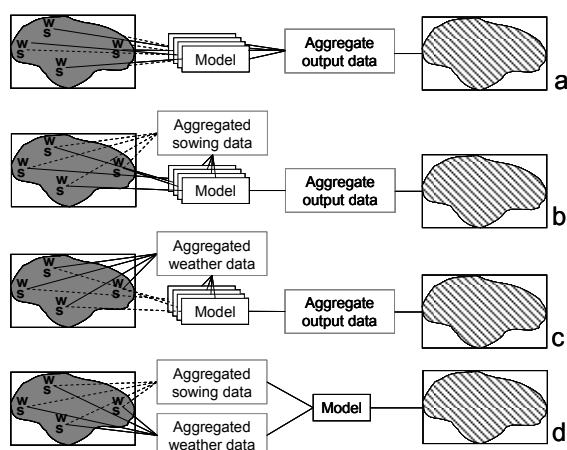 W
S
W
S
W
S
W
S
Model
Aggregate
output data
a
W
S
W
S
W
S
W
S
Aggregated
sowing data
Model
Aggregate
output data
b
W
S
W
S
W
S
W
S
Aggregated
weather data
Model
Aggregate
output data
c
W
S
W
S
W
S
W
S
Aggregated
sowing data
Aggregated
weather data
Model
d